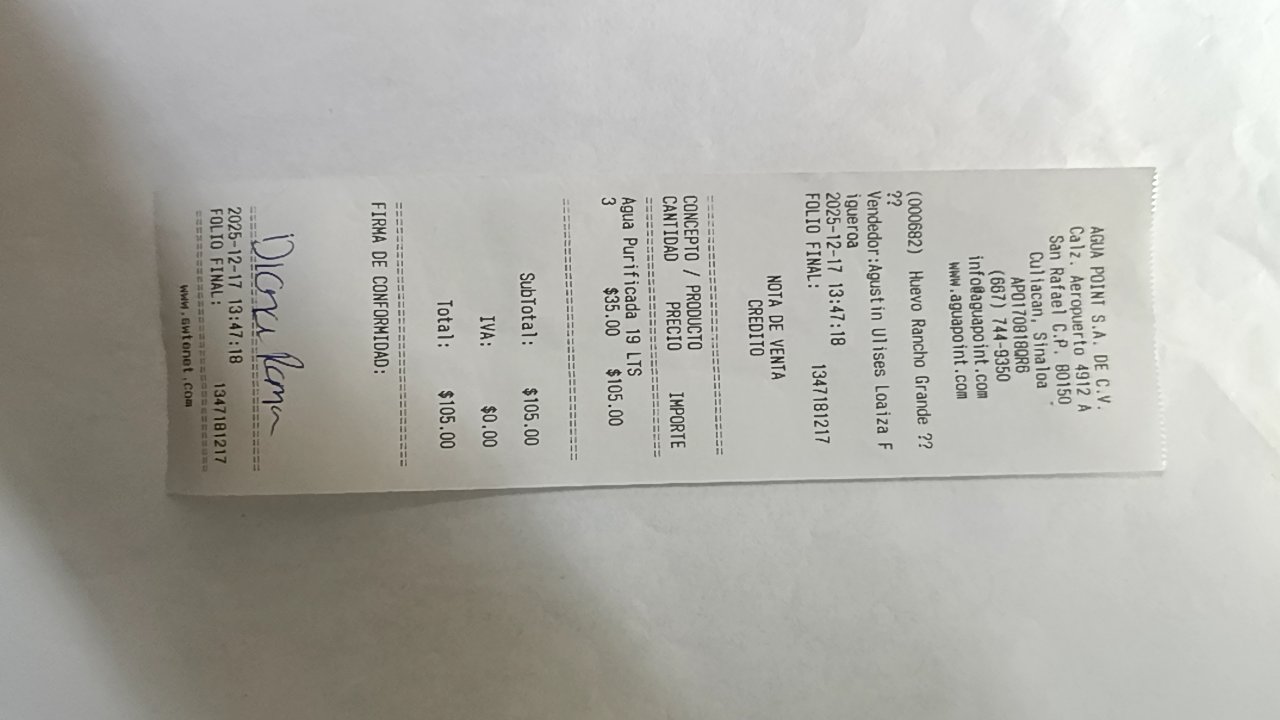 AGUA POINT S.A. DE C.V.
Calz. Aeropuerto 4912 A
San Rafael C.P. 80150
Culiacan, Sinaloa
APO170818QR6
(667) 744-9350
info@aguapoint.com
www.aguapoint.com
(000682) Huevo Rancho Grande ??
??
Vendedor:Agustin Ulises Loaiza F
igueroa
2025-12-17 13:47:18
FOLIO FINAL: 1347181217
NOTA DE VENTA
CREDITO
================================
CONCEPTO / PRODUCTO
CANTIDAD PRECIO IMPORTE
================================
Agua Purificada 19 LTS
3 $35.00 $105.00
================================
SubTotal: $105.00
IVA: $0.00
Total: $105.00
================================
FIRMA DE CONFORMIDAD:
Diana Roma
================================
2025-12-17 13:47:18
FOLIO FINAL: 1347181217
================================
www.gwtonet.com